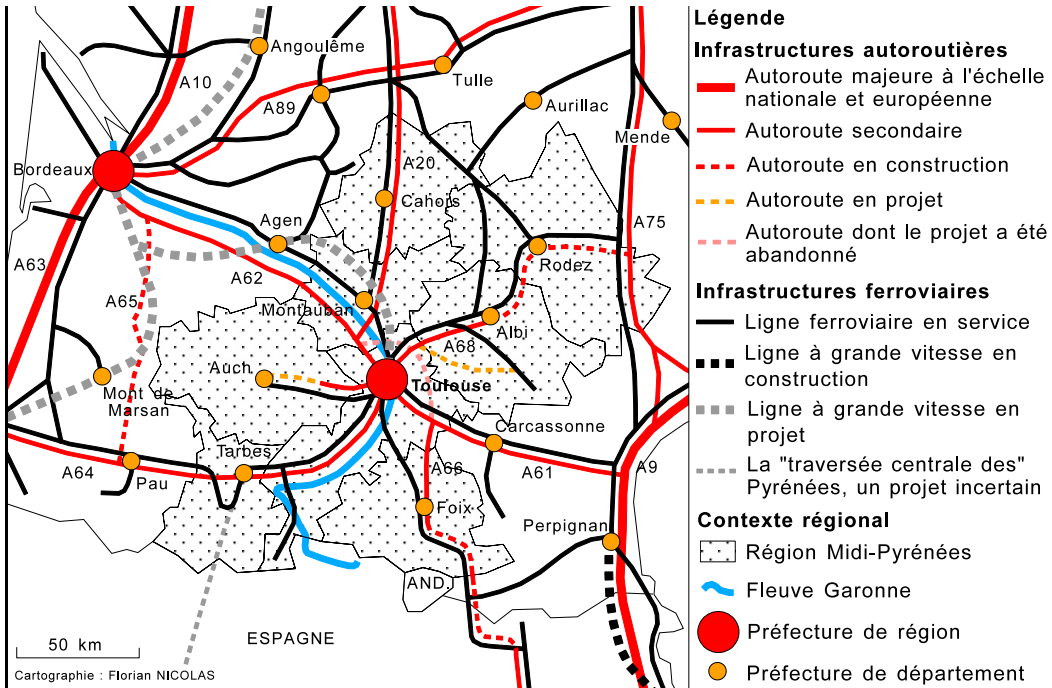 Angoulême
A10
Tulle
A89
Aurillac
Mende
Bordeaux
A20
Cahors
Agen
A75
Rodez
A63
A62
A65
Montauban
Albi
A68
Auch
Toulouse
Mont de
Marsan
Carcassonne
Tarbes
A64
A66
A61
A9
Pau
Foix
Perpignan
AND.
50 km
ESPAGNE
Cartographie : Florian NICOLAS
Légende
Infrastructures autoroutières
Autoroute majeure à l'échelle
nationale et européenne
Autoroute secondaire
Autoroute en construction
Autoroute en projet
Autoroute dont le projet a été
abandonné
Infrastructures ferroviaires
Ligne ferroviaire en service
Ligne à grande vitesse en
construction
Ligne à grande vitesse en
projet
La "traversée centrale des"
Pyrénées, un projet incertain
Contexte régional
Région Midi-Pyrénées
Fleuve Garonne
Préfecture de région
Préfecture de département